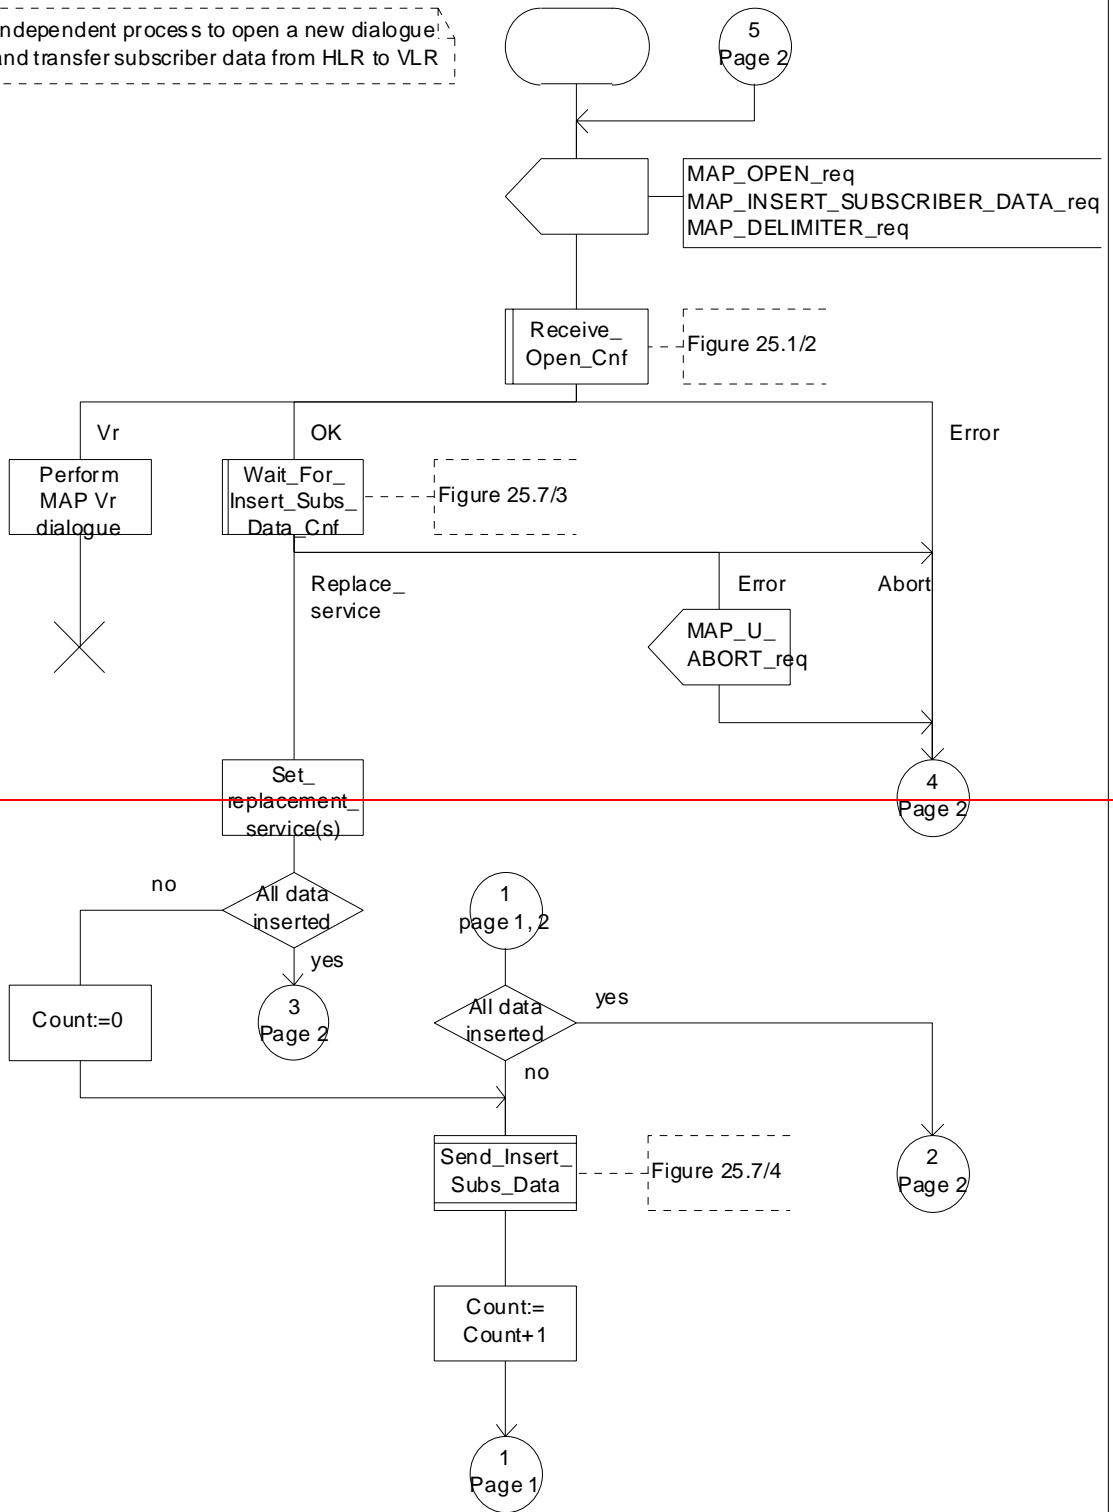 ndependent process to open a new dialogue
and transfer subscriber data from HLR to VLR
5
Page 2
MAP_OPEN_req
MAP_INSERT_SUBSCRIBER_DATA_req
MAP_DELIMITER_req
Receive_
Open_Cnf
Figure 25.1/2
Vr
OK
Error
Perform
MAP Vr
dialogue
Wait_For_
Insert_Subs_
Data_Cnf
Figure 25.7/3
Replace_
service
Error
Abort
MAP_U_
ABORT_req
Set_
replacement_
service(s)
4
Page 2
no
All data
inserted
yes
1
page 1, 2
Count:=0
3
Page 2
All data
inserted
yes
no
Send_Insert_
Subs_Data
Figure 25.7/4
2
Page 2
Count:=
Count+1
1
Page 1